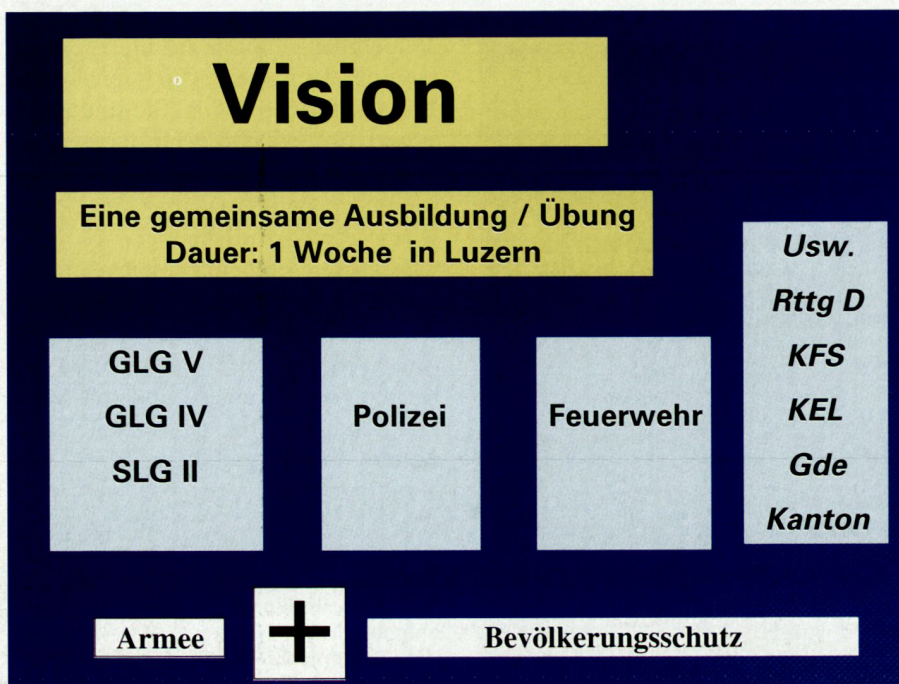 Vision
Eine gemeinsame Ausbildung / Übung
Dauer: 1 Woche in Luzern
GLG V
GLG IV
SLG II
Polizei
Feuerwehr
Usw.
Rttg D
KFS
KEL
Gde
Kanton
Armee
+
Bevölkerungsschutz